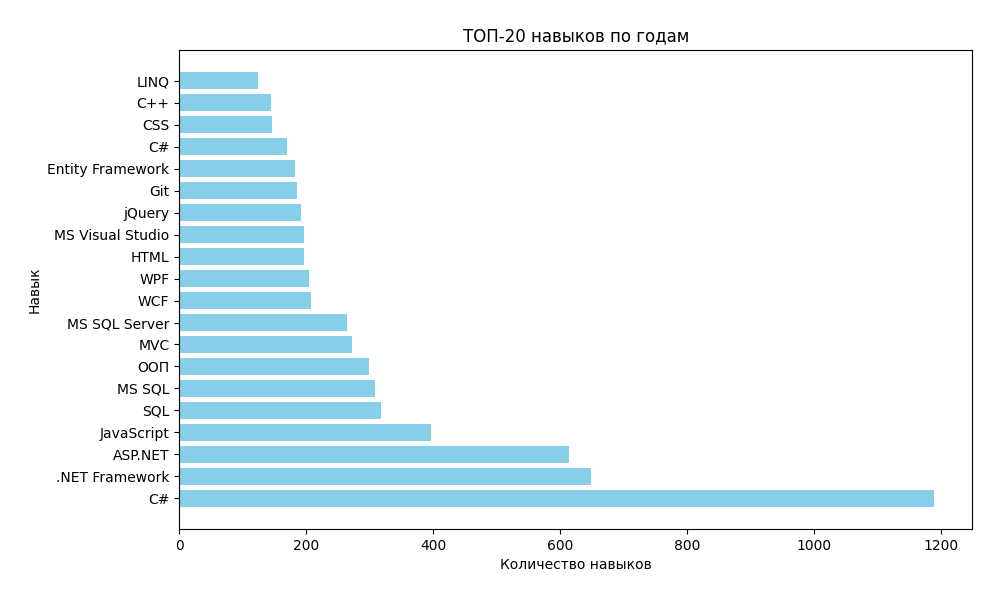 ТОП-20 навыков по годам
LINQ
C++
CSS
C#
Entity Framework
Git
jQuery
MS Visual Studio
HTML
WPF
WCF
MS SQL Server
MVC
ООП
MS SQL
SQL
JavaScript
ASP.NET
.NET Framework
C#
Навык
0 200 400 600 800 1000 1200
Количество навыков